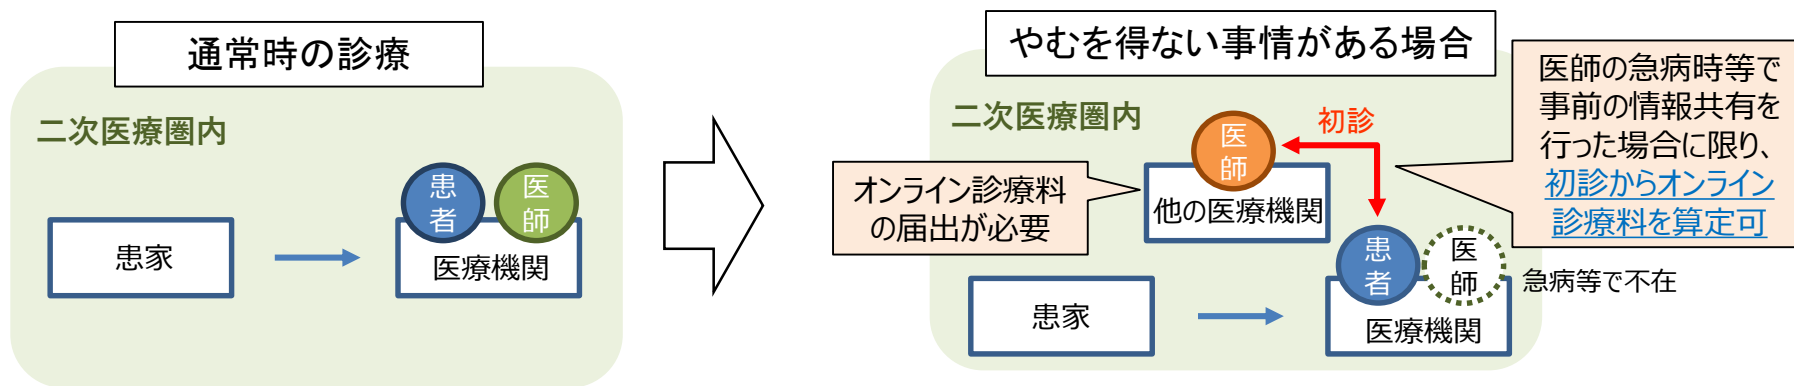 通常時の診療
二次医療圏内
患者
医師
患家
医療機関
やむを得ない事情がある場合
二次医療圏内
医師
初診
オンライン診療料
の届出が必要
他の医療機関
医師の急病時等で
事前の情報共有を
行った場合に限り、
初診からオンライン
診療料を算定可
患者
医師
急病等で不在
患家
医療機関